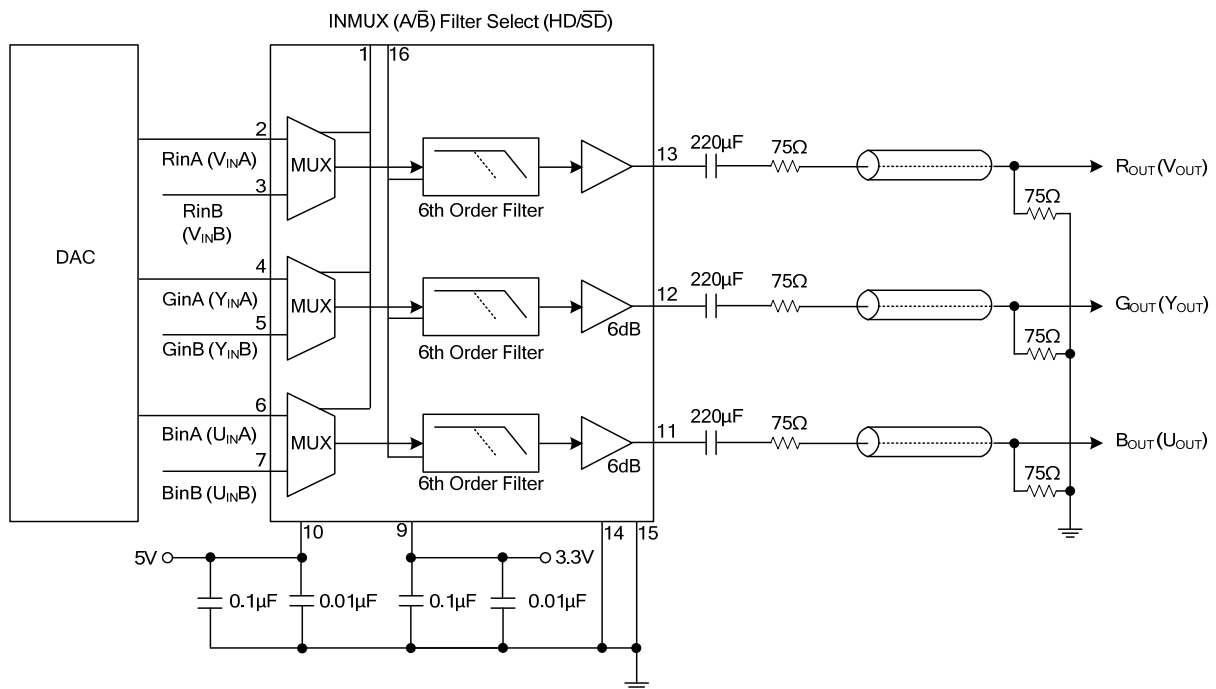 INMUX (A/B̅) Filter Select (HD/S̅D̅)
1 16
DAC
2
RinA (VINA)
3
RinB
(VINB)
MUX
6th Order Filter
13
220µF
75Ω
ROUT (VOUT)
75Ω
4
GinA (YINA)
5
GinB (YINB)
MUX
6th Order Filter
6dB
12
220µF
75Ω
GOUT (YOUT)
75Ω
6
BinA (UINA)
7
BinB (UINB)
MUX
6th Order Filter
6dB
11
220µF
75Ω
BOUT (UOUT)
75Ω
10
9
14
15
5V
3.3V
0.1µF
0.01µF
0.1µF
0.01µF